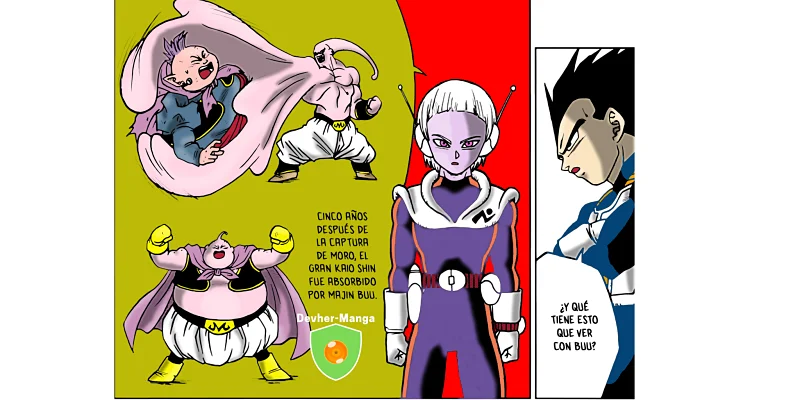 CINCO AÑOS
DESPUÉS DE
LA CAPTURA
DE MORO, EL
GRAN KAIO SHIN
FUE ABSORBIDO
POR MAJIN BUU.
Devher-Manga
¿Y QUÉ
TIENE ESTO
QUE VER
CON BUU?